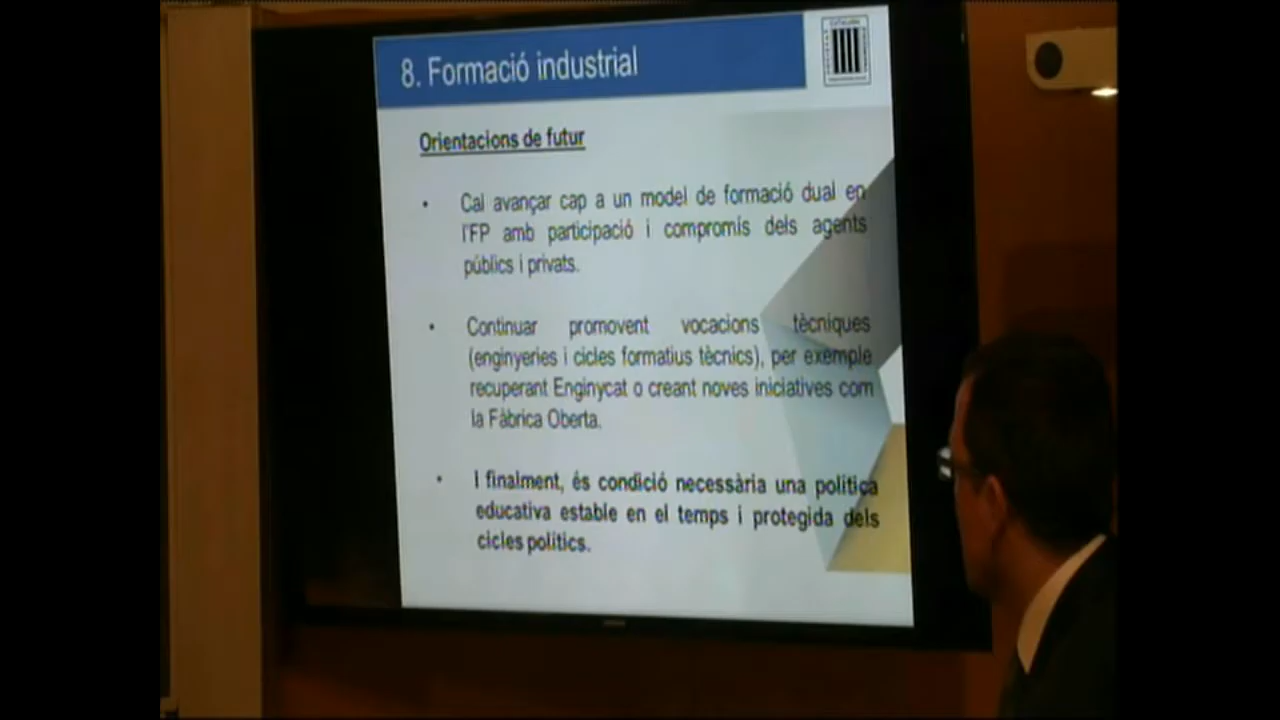 8. Formació industrial
Orientacions de futur
• Cal avançar cap a un model de formació dual en
l'FP amb participació i compromís dels agents
públics i privats.
• Continuar promovent vocacions tècniques
(enginyeries i cicles formatius tècnics), per exemple
recuperant Enginycat o creant noves iniciatives com
la Fàbrica Oberta.
• I finalment, és condició necessària una política
educativa estable en el temps i protegida dels
cicles polítics.